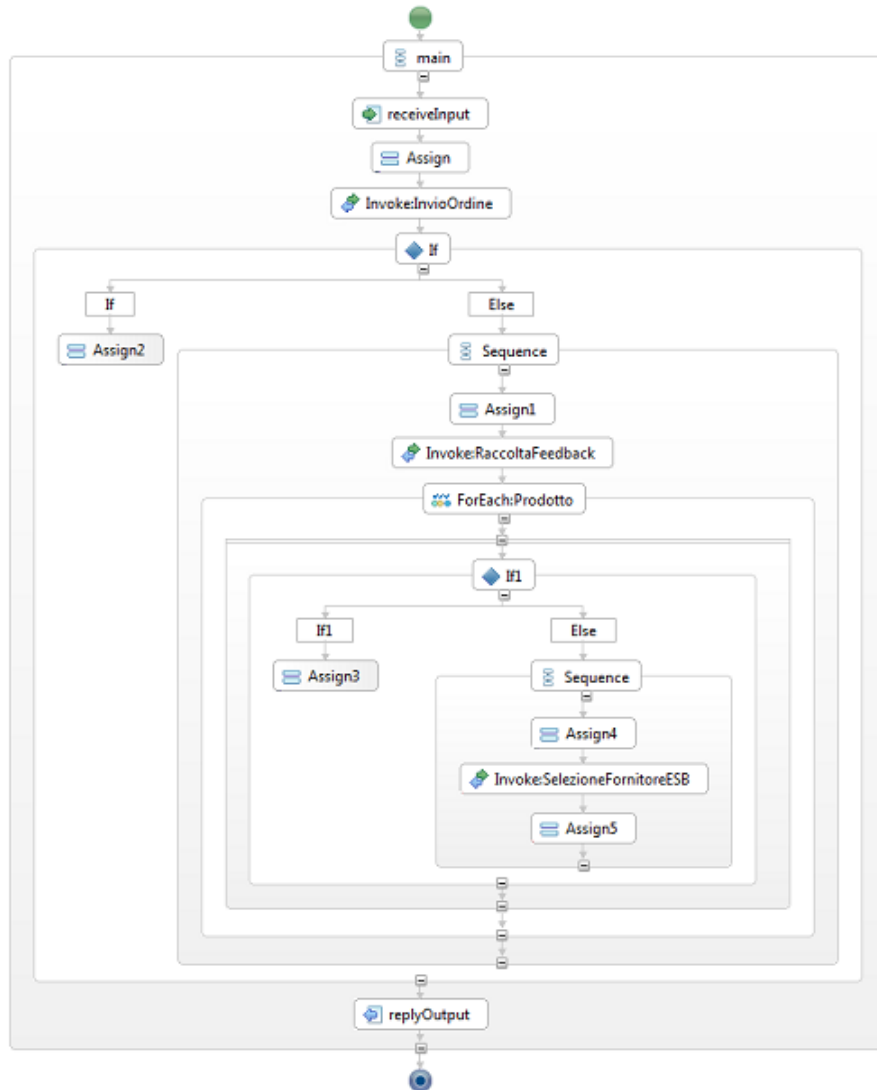 main
receiveInput
Assign
Invoke:InvioOrdine
If
If
Else
Assign2
Sequence
Assign1
Invoke:RaccoltaFeedback
ForEach:Prodotto
If1
If1
Else
Assign3
Sequence
Assign4
Invoke:SelezioneFornitoreESB
Assign5
replyOutput